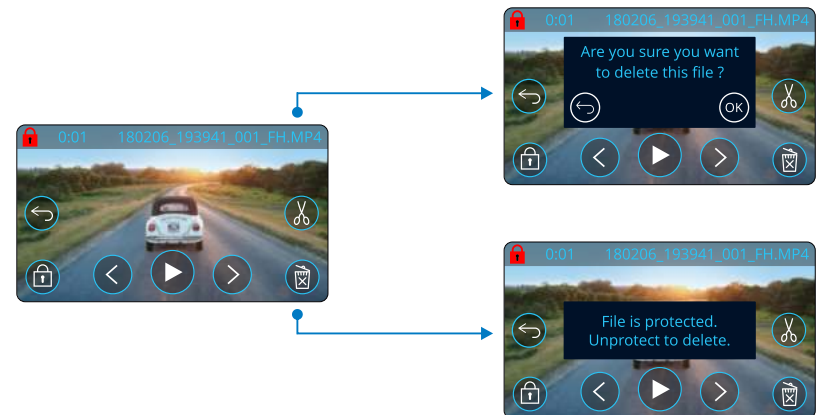 0:01 180206_193941_001_FH.MP4
Are you sure you want
to delete this file ?
OK
0:01 180206_193941_001_FH.MP4
0:01 180206_193941_001_FH.MP4
File is protected.
Unprotect to delete.